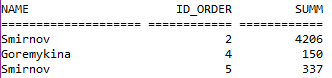 NAME ID_ORDER SUMM
==================== ============ ============
Smirnov 2 4206
Goremykina 4 150
Smirnov 5 337